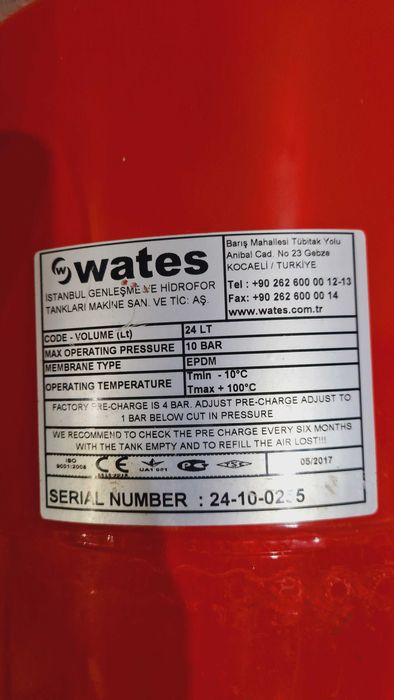 wates
İSTANBUL GENLEŞME VE HİDROFOR
TANKLARI MAKİNE SAN. VE TİC. AŞ.
Barış Mahallesi Tübitak Yolu
Anibal Cad. No 23 Gebze
KOCAELİ / TURKIYE
Tel : +90 262 600 00 12-13
Fax: +90 262 600 00 14
www.wates.com.tr
CODE - VOLUME (Lt) 24 LT
MAX OPERATING PRESSURE 10 BAR
MEMBRANE TYPE EPDM
OPERATING TEMPERATURE Tmin - 10°C
Tmax + 100°C
FACTORY PRE-CHARGE IS 4 BAR. ADJUST PRE-CHARGE ADJUST TO
1 BAR BELOW CUT IN PRESSURE
WE RECOMMEND TO CHECK THE PRE CHARGE EVERY SIX MONTHS
WITH THE TANK EMPTY AND TO REFILL THE AIR LOST!!!
ISO
9001:2008 CE TSE 05/2017
SERIAL NUMBER : 24-10-02